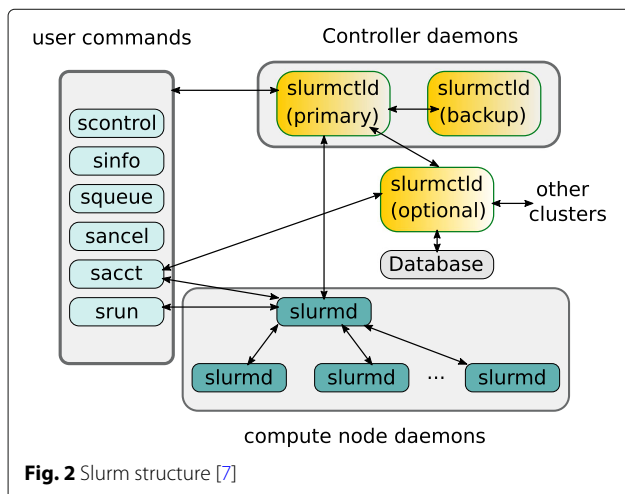 user commands
Controller daemons
scontrol
sinfo
squeue
sancel
sacct
srun
slurmctld
(primary)
slurmctld
(backup)
slurmctld
(optional)
other
clusters
Database
slurmd
slurmd
slurmd
...
slurmd
compute node daemons
Fig. 2 Slurm structure [7]